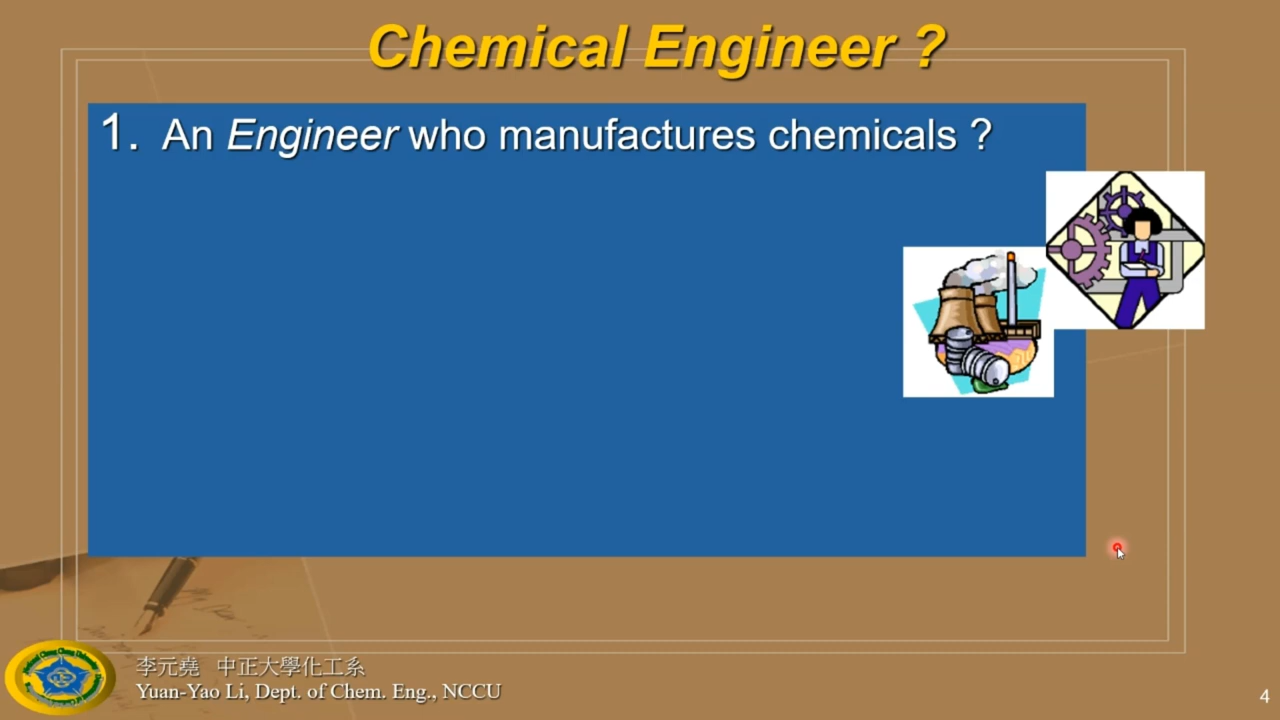 Chemical Engineer ?
1. An Engineer who manufactures chemicals ?
李元堯 中正大學化工系
Yuan-Yao Li, Dept. of Chem. Eng., NCCU
4